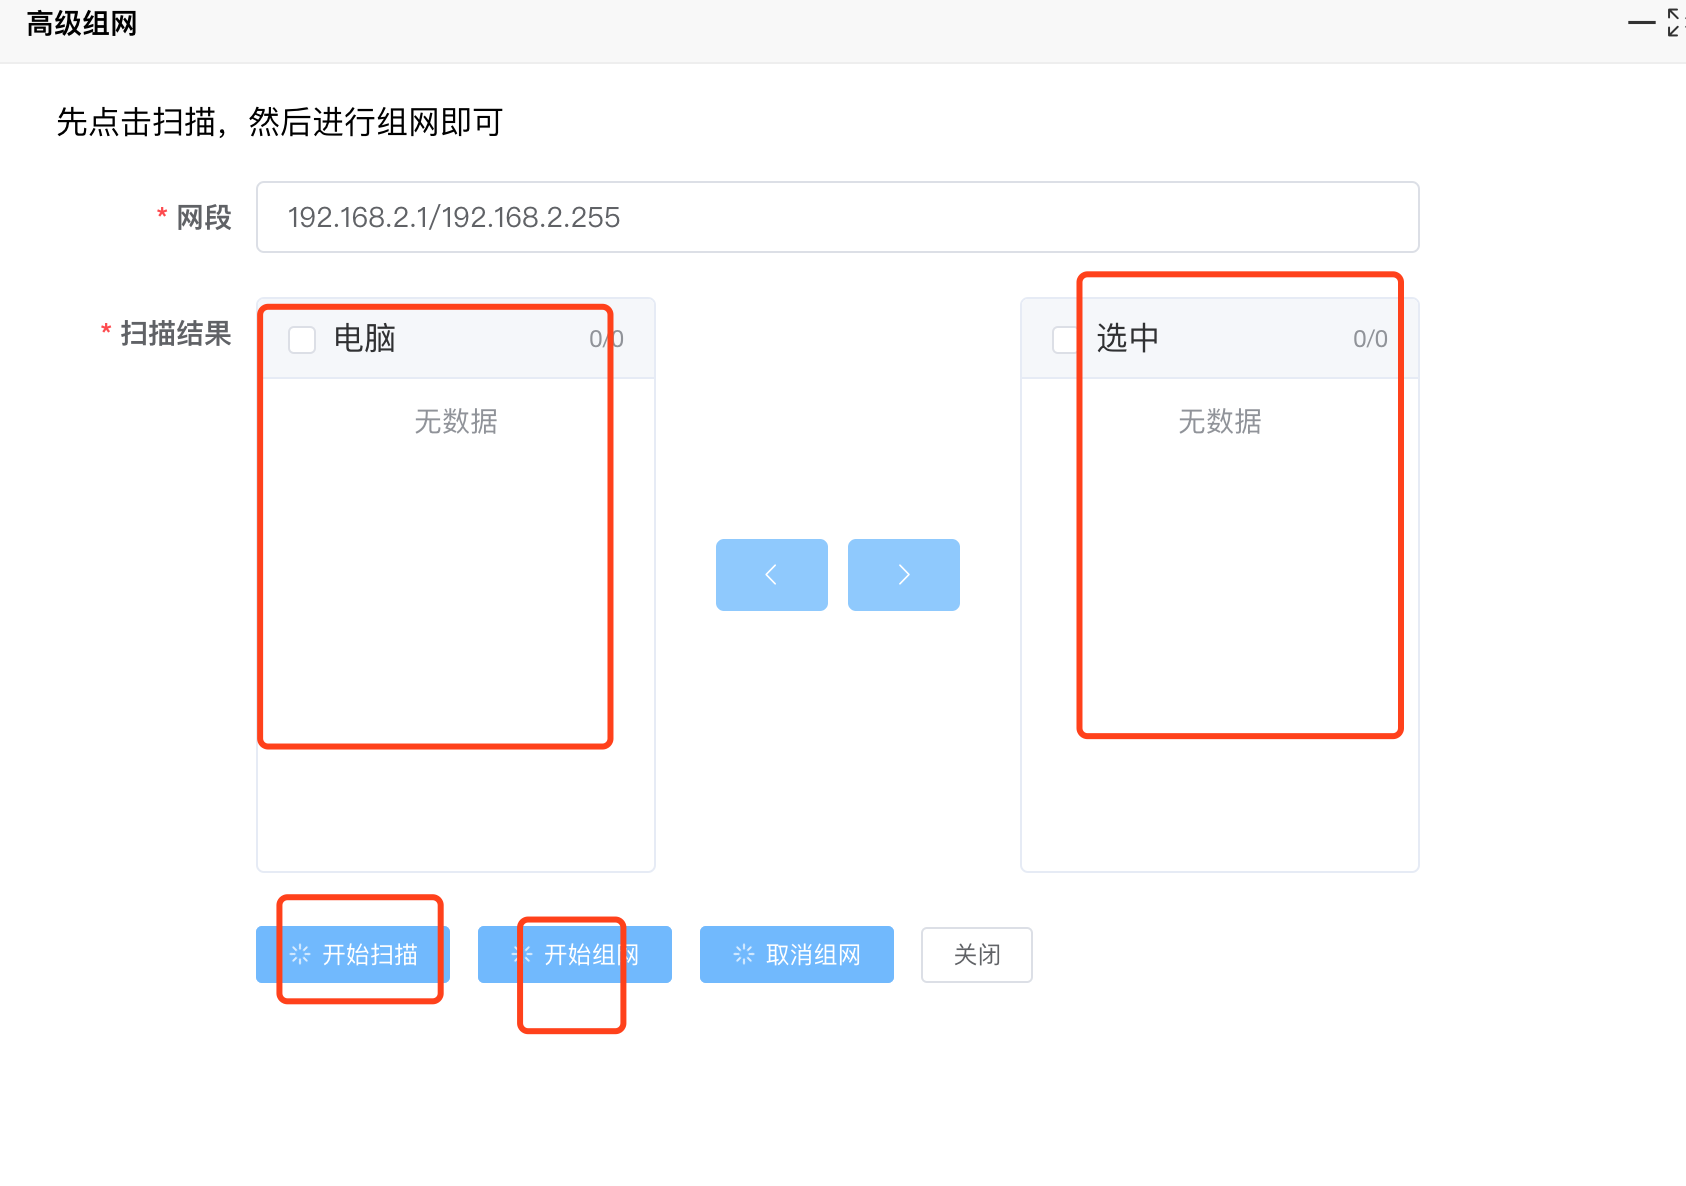 高级组网
先点击扫描，然后进行组网即可
* 网段
192.168.2.1/192.168.2.255
* 扫描结果
电脑 0/0
无数据
选中 0/0
无数据
开始扫描 开始组网 取消组网 关闭